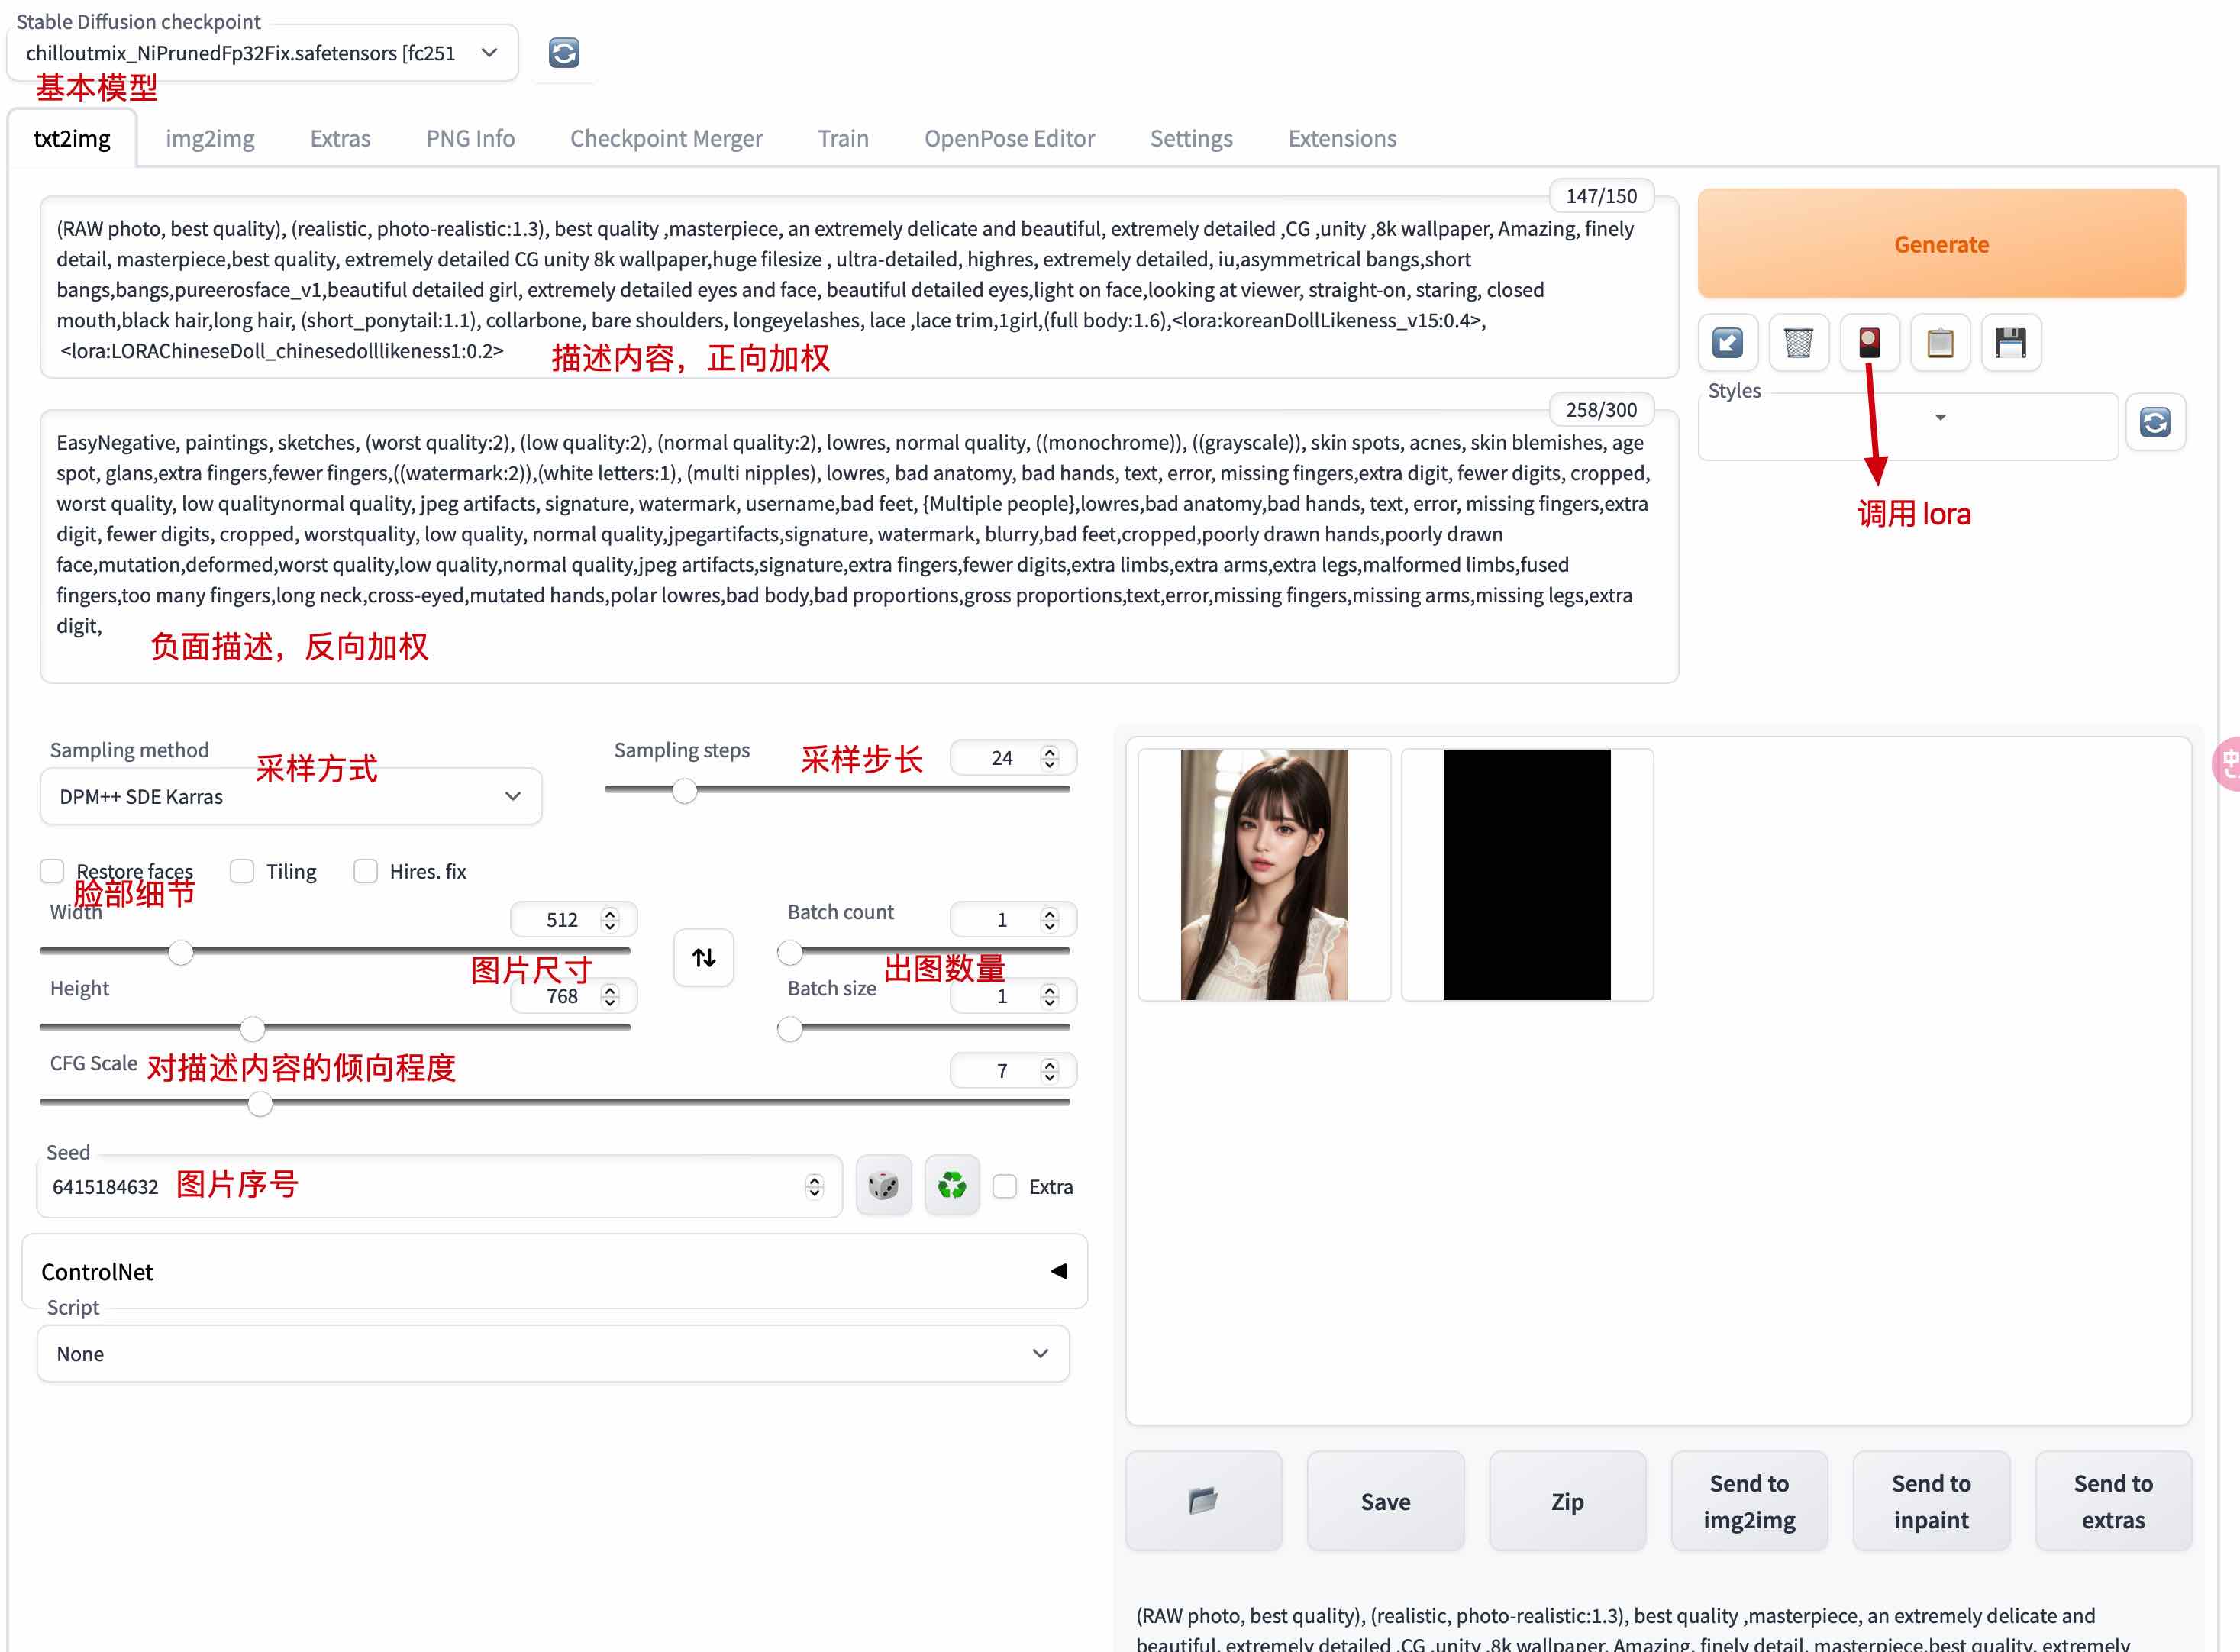 Stable Diffusion checkpoint
chilloutmix_NiPrunedFp32Fix.safetensors [fc251
基本模型
txt2img img2img Extras PNG Info Checkpoint Merger Train OpenPose Editor Settings Extensions
147/150
(RAW photo, best quality), (realistic, photo-realistic:1.3), best quality ,masterpiece, an extremely delicate and beautiful, extremely detailed ,CG ,unity ,8k wallpaper, Amazing, finely
detail, masterpiece,best quality, extremely detailed CG unity 8k wallpaper,huge filesize , ultra-detailed, highres, extremely detailed, iu,asymmetrical bangs,short
bangs,bangs,pureerosface_v1,beautiful detailed girl, extremely detailed eyes and face, beautiful detailed eyes,light on face,looking at viewer, straight-on, staring, closed
mouth,black hair,long hair, (short_ponytail:1.1), collarbone, bare shoulders, longeyelashes, lace ,lace trim,1girl,(full body:1.6),<lora:koreanDollLikeness_v15:0.4>,
<lora:LORAChineseDoll_chinesedolllikeness1:0.2>
描述内容，正向加权
Generate
Styles
调用 lora
258/300
EasyNegative, paintings, sketches, (worst quality:2), (low quality:2), (normal quality:2), lowres, normal quality, ((monochrome)), ((grayscale)), skin spots, acnes, skin blemishes, age
spot, glans,extra fingers,fewer fingers,((watermark:2)),(white letters:1), (multi nipples), lowres, bad anatomy, bad hands, text, error, missing fingers,extra digit, fewer digits, cropped,
worst quality, low qualitynormal quality, jpeg artifacts, signature, watermark, username,bad feet, {Multiple people},lowres,bad anatomy,bad hands, text, error, missing fingers,extra
digit, fewer digits, cropped, worstquality, low quality, normal quality,jpegartifacts,signature, watermark, blurry,bad feet,cropped,poorly drawn hands,poorly drawn
face,mutation,deformed,worst quality,low quality,normal quality,jpeg artifacts,signature,extra fingers,fewer digits,extra limbs,extra arms,extra legs,malformed limbs,fused
fingers,too many fingers,long neck,cross-eyed,mutated hands,polar lowres,bad body,bad proportions,gross proportions,text,error,missing fingers,missing arms,missing legs,extra
digit,
负面描述，反向加权
Sampling method
采样方式
DPM++ SDE Karras
Sampling steps
采样步长
24
Restore faces Tiling Hires. fix
脸部细节
Width
512
图片尺寸
Height
768
Batch count
1
出图数量
Batch size
1
CFG Scale
对描述内容的倾向程度
7
Seed
6415184632
图片序号
Extra
ControlNet
Script
None
中
Save
Zip
Send to
img2img
Send to
inpaint
Send to
extras
(RAW photo, best quality), (realistic, photo-realistic:1.3), best quality ,masterpiece, an extremely delicate and
beautiful, extremely detailed ,CG ,unity ,8k wallpaper, Amazing, finely detail, masterpiece,best quality, extremely